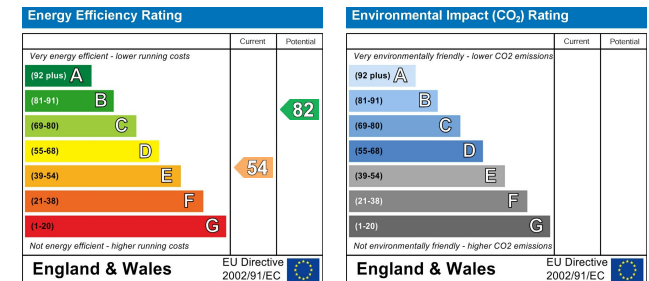 Energy Efficiency Rating
Current Potential
Very energy efficient - lower running costs
(92 plus) A
(81-91) B
82
(69-80) C
(55-68) D
54
(39-54) E
(21-38) F
(1-20) G
Not energy efficient - higher running costs
England & Wales
EU Directive
2002/91/EC
Environmental Impact (CO2) Rating
Current Potential
Very environmentally friendly - lower CO2 emissions
(92 plus) A
(81-91) B
(69-80) C
(55-68) D
(39-54) E
(21-38) F
(1-20) G
Not environmentally friendly - higher CO2 emissions
England & Wales
EU Directive
2002/91/EC